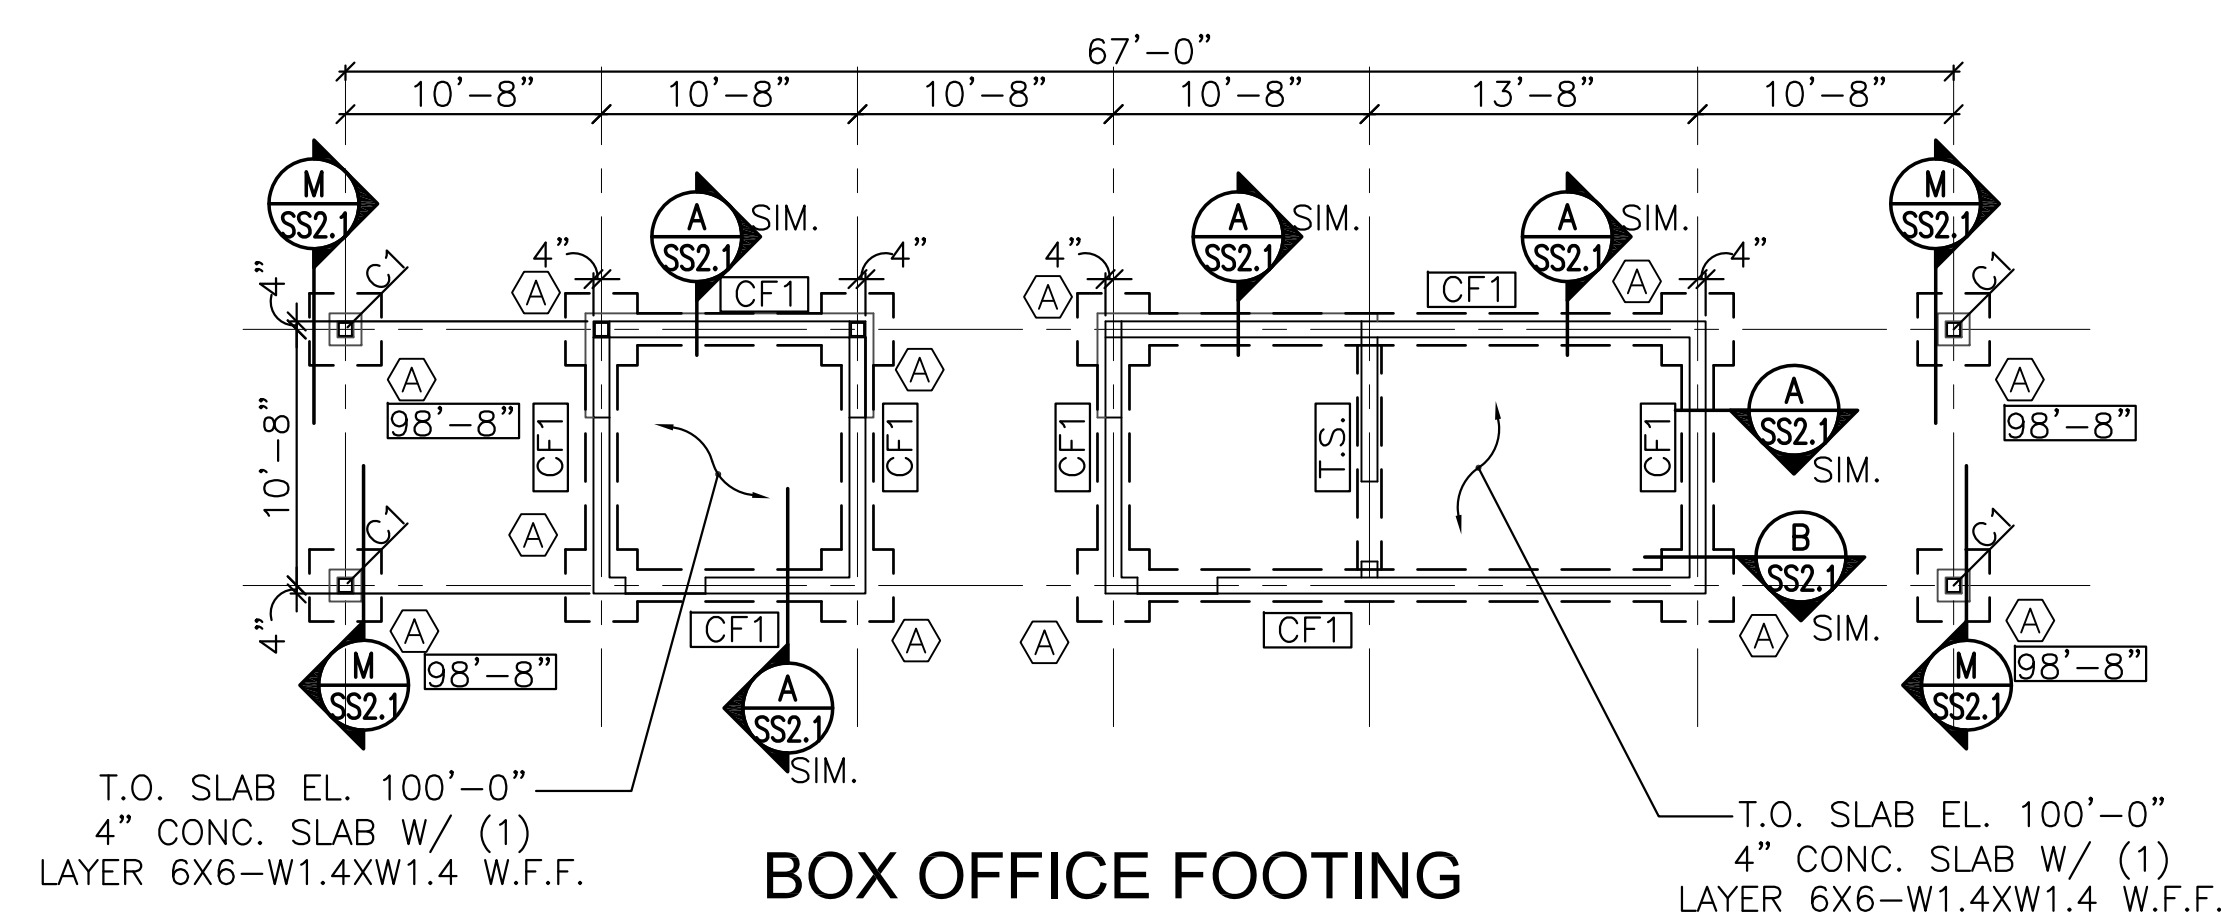 67'-0"
10'-8"
10'-8"
10'-8"
10'-8"
13'-8"
10'-8"
M
SS2.1
A
SS2.1
SIM.
A
SS2.1
SIM.
A
SS2.1
SIM.
M
SS2.1
4"
C1
A
4"
CF1
4"
A
4"
CF1
A
4"
C1
A
98'-8"
CF1
A
CF1
CF1
T.S.
CF1
A
SS2.1
SIM.
A
98'-8"
10'-8"
C1
A
B
SS2.1
SIM.
C1
4"
A
98'-8"
M
SS2.1
CF1
A
A
CF1
A
A
98'-8"
M
SS2.1
A
SS2.1
SIM.
T.O. SLAB EL. 100'-0"
4" CONC. SLAB W/ (1)
LAYER 6X6-W1.4XW1.4 W.F.F.
BOX OFFICE FOOTING
T.O. SLAB EL. 100'-0"
4" CONC. SLAB W/ (1)
LAYER 6X6-W1.4XW1.4 W.F.F.